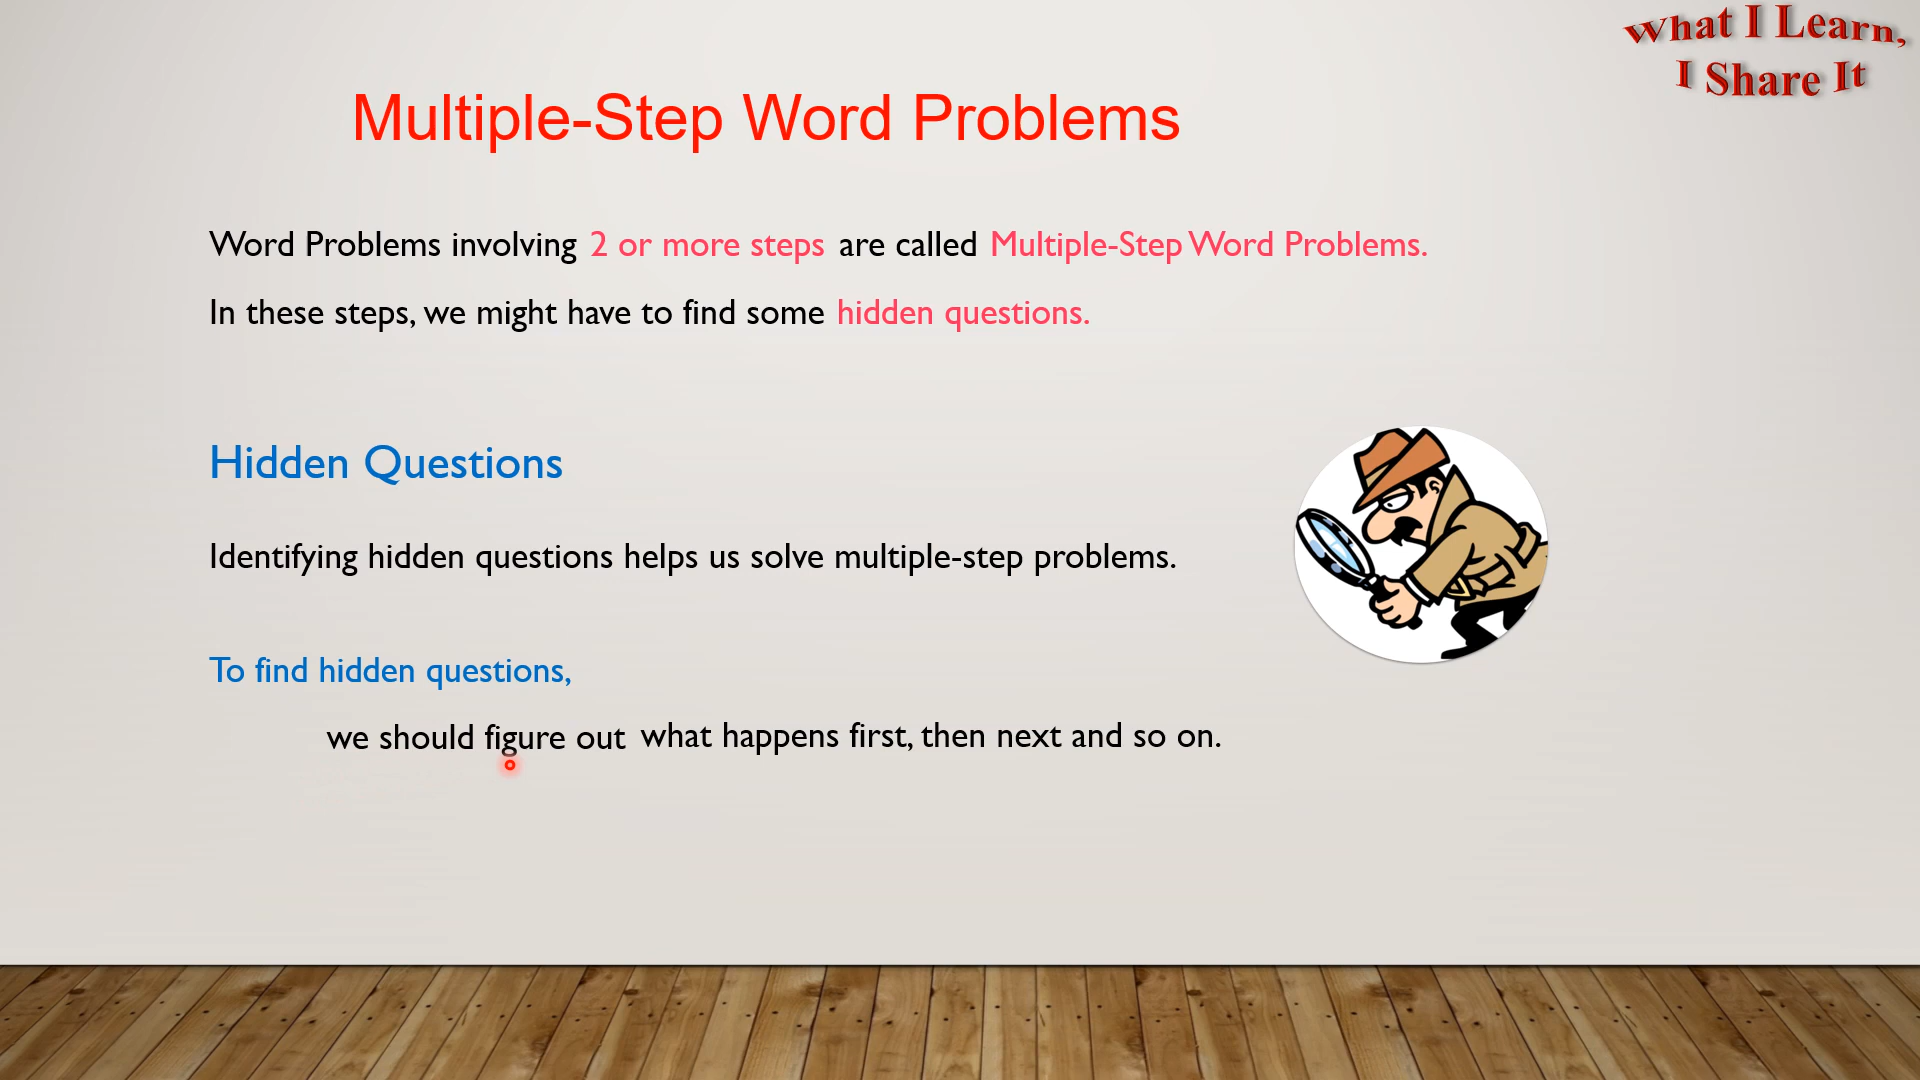 What I Learn,
I Share It
Multiple-Step Word Problems
Word Problems involving 2 or more steps are called Multiple-Step Word Problems.
In these steps, we might have to find some hidden questions.
Hidden Questions
Identifying hidden questions helps us solve multiple-step problems.
To find hidden questions,
we should figure out what happens first, then next and so on.